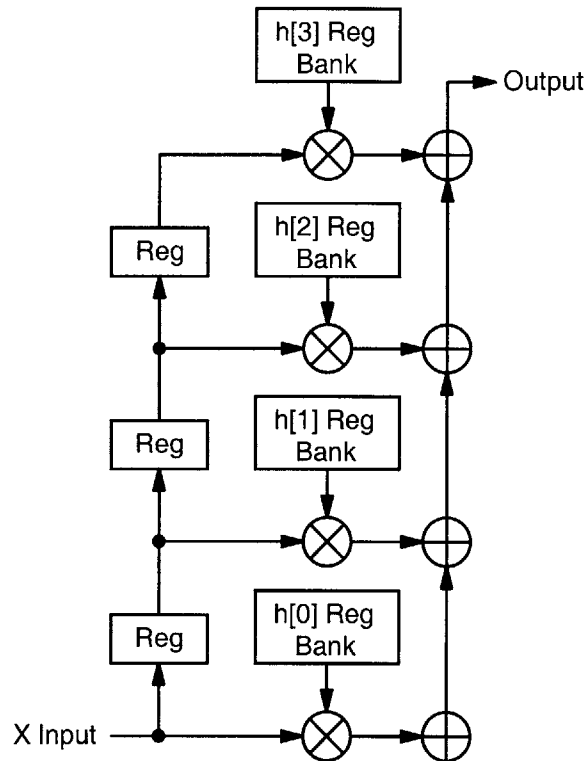 h[3] Reg
Bank
Output
Reg
h[2] Reg
Bank
Reg
h[1] Reg
Bank
Reg
h[0] Reg
Bank
X Input